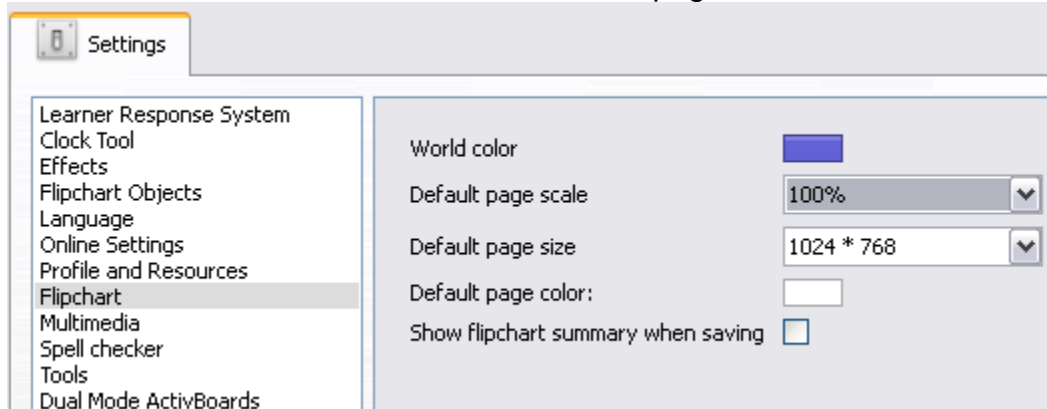 Settings
Learner Response System
Clock Tool
Effects
Flipchart Objects
Language
Online Settings
Profile and Resources
Flipchart
Multimedia
Spell checker
Tools
Dual Mode ActivBoards
World color
Default page scale 100%
Default page size 1024 * 768
Default page color:
Show flipchart summary when saving